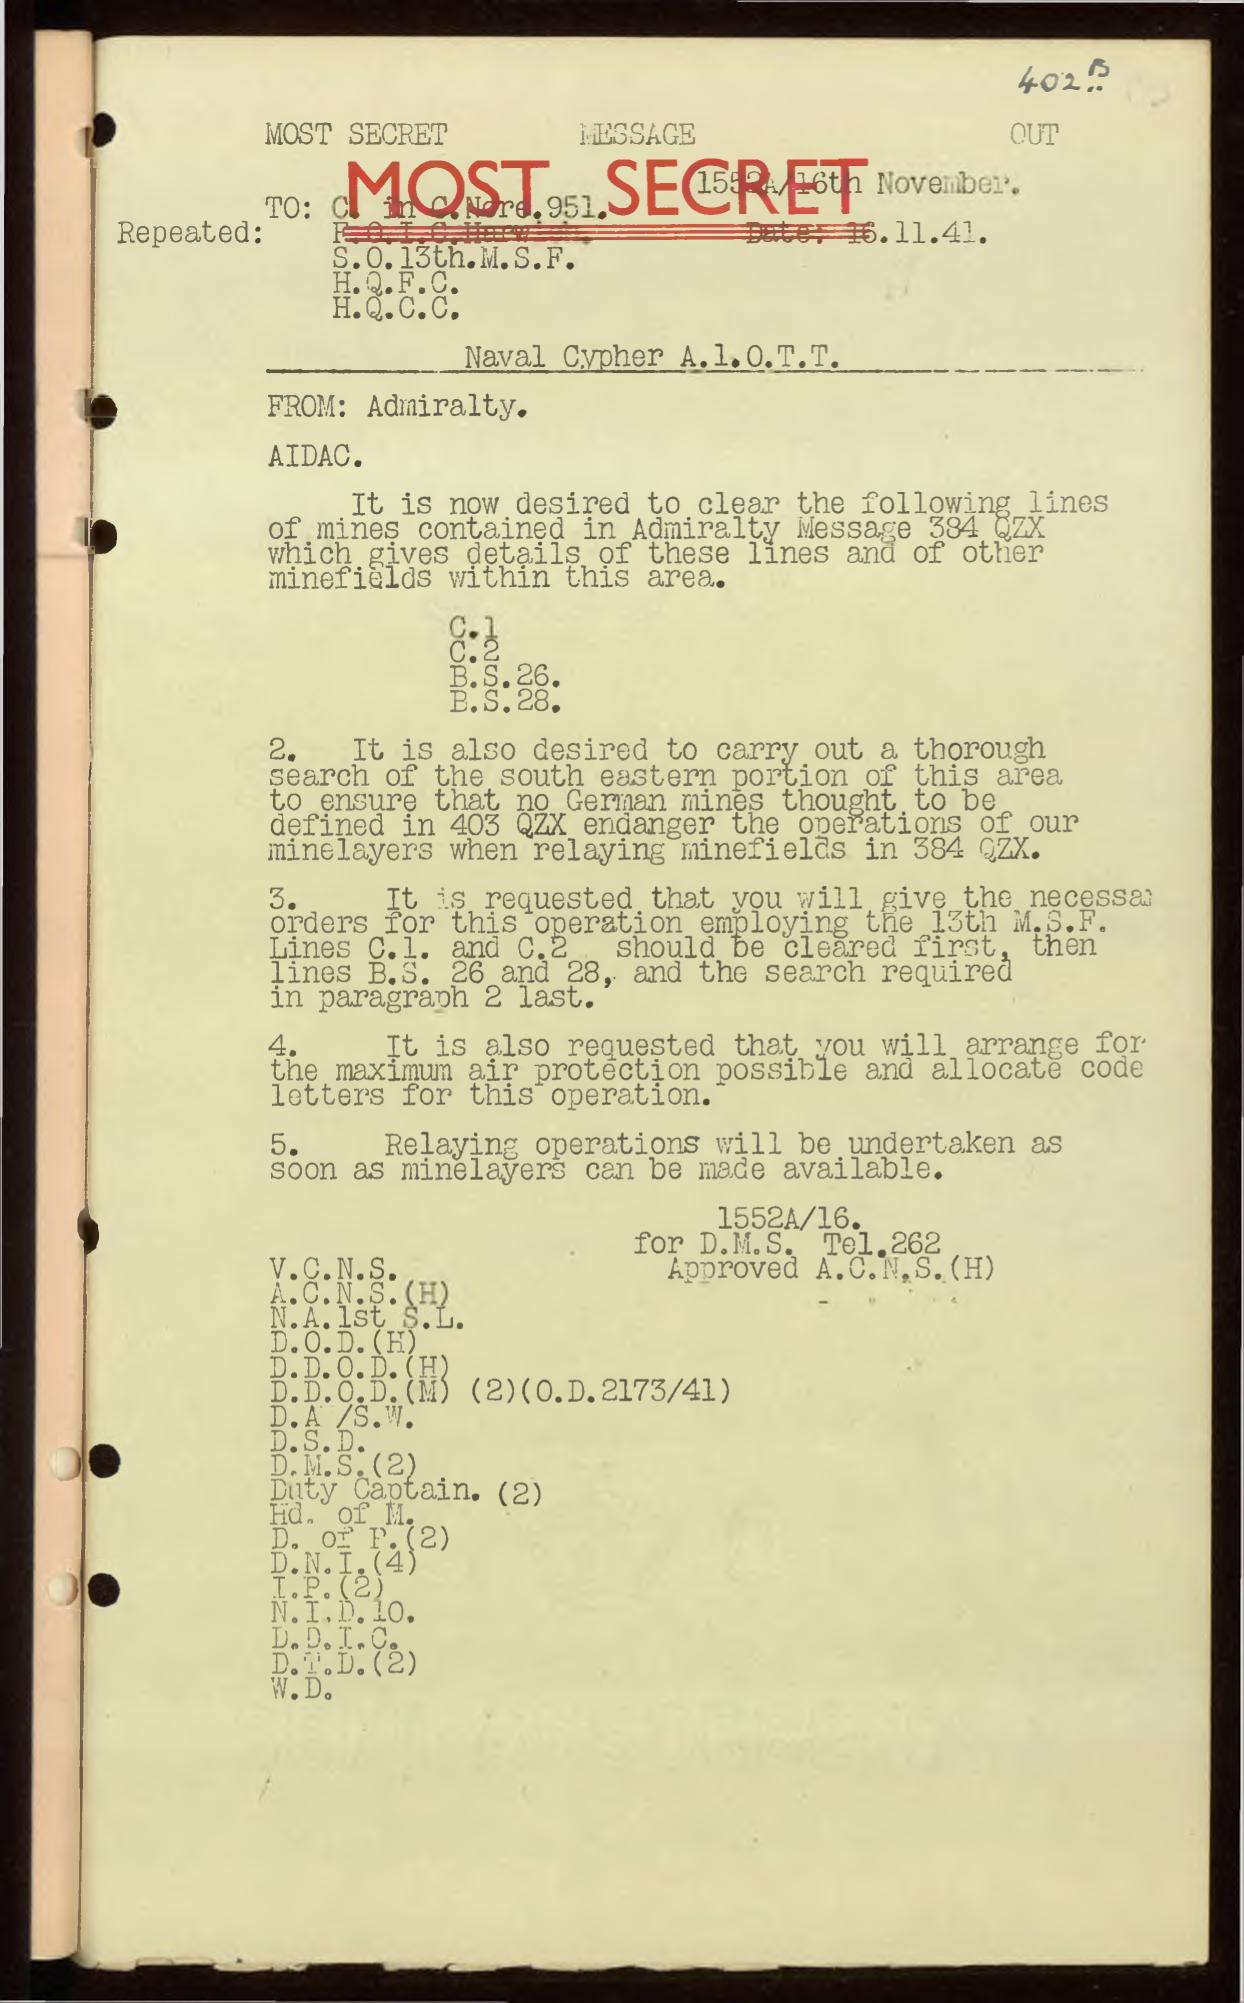 402 B
MOST SECRET MESSAGE OUT
MOST SECRET
1552A/16th November.
TO: C. in C.Nore.951.
Repeated: F.O.I.C.Harwich. Date: 16.11.41.
S.O.13th.M.S.F.
H.Q.F.C.
H.Q.C.C.
Naval Cypher A.1.O.T.T.
FROM: Admiralty.
AIDAC.
It is now desired to clear the following lines
of mines contained in Admiralty Message 384 QZX
which gives details of these lines and of other
minefields within this area.
C.1
C.2
B.S.26.
B.S.28.
2. It is also desired to carry out a thorough
search of the south eastern portion of this area
to ensure that no German mines thought to be
defined in 403 QZX endanger the operations of our
minelayers when relaying minefields in 384 QZX.
3. It is requested that you will give the necessa
orders for this operation employing the 13th M.S.F.
Lines C.1. and C.2 should be cleared first, then
lines B.S. 26 and 28, and the search required
in paragraph 2 last.
4. It is also requested that you will arrange for
the maximum air protection possible and allocate code
letters for this operation.
5. Relaying operations will be undertaken as
soon as minelayers can be made available.
1552A/16.
for D.M.S. Tel.262
Approved A.C.N.S.(H)
V.C.N.S.
A.C.N.S.(H)
N.A.1st S.L.
D.O.D.(H)
D.D.O.D.(H)
D.D.O.D.(M) (2)(O.D.2173/41)
D.A /S.W.
D.S.D.
D.M.S.(2)
Duty Captain. (2)
Hd. of M.
D. of P.(2)
D.N.I.(4)
I.P.(2)
N.I.D.10.
D.D.I.C.
D.T.D.(2)
W.D.